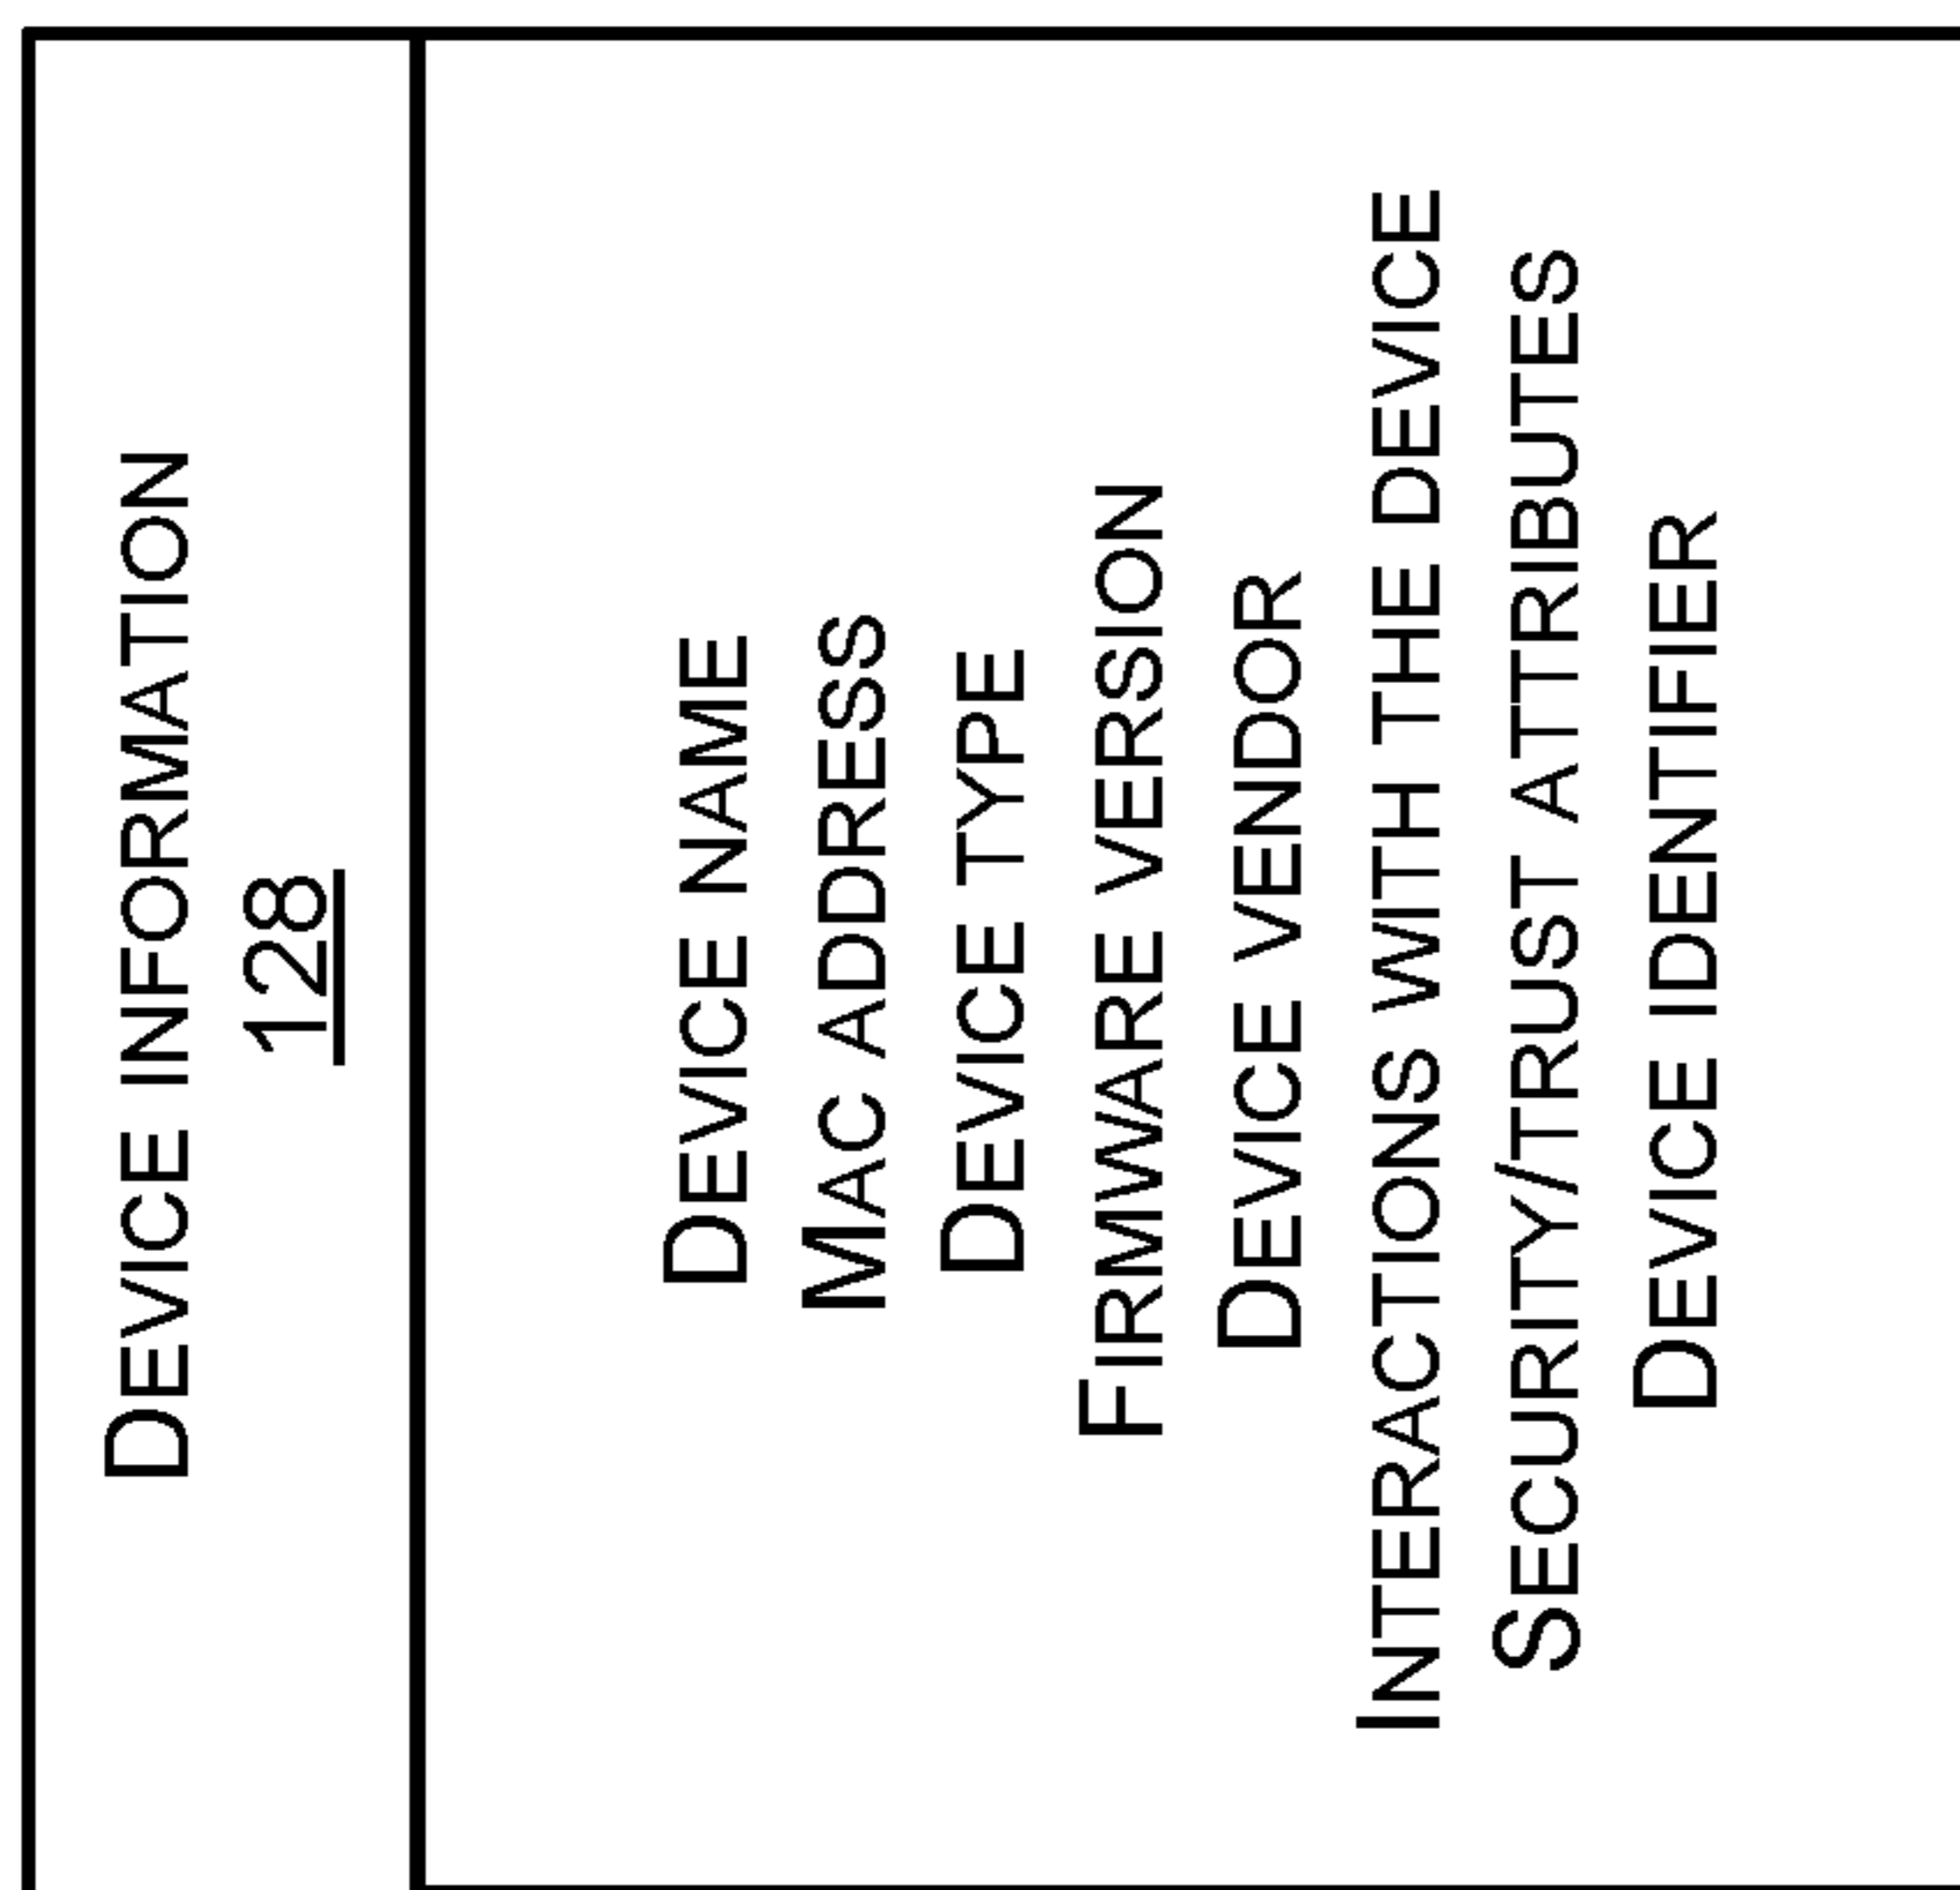 DEVICE INFORMATION
128
DEVICE NAME
MAC ADDRESS
DEVICE TYPE
FIRMWARE VERSION
DEVICE VENDOR
INTERACTIONS WITH THE DEVICE
SECURITY/TRUST ATTRIBUTES
DEVICE IDENTIFIER